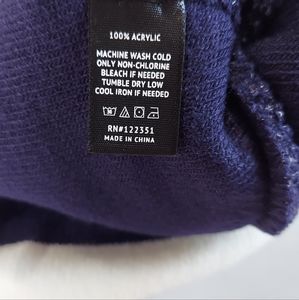 100% ACRYLIC
MACHINE WASH COLD
ONLY NON-CHLORINE
BLEACH IF NEEDED
TUMBLE DRY LOW
COOL IRON IF NEEDED
RN#122351
MADE IN CHINA